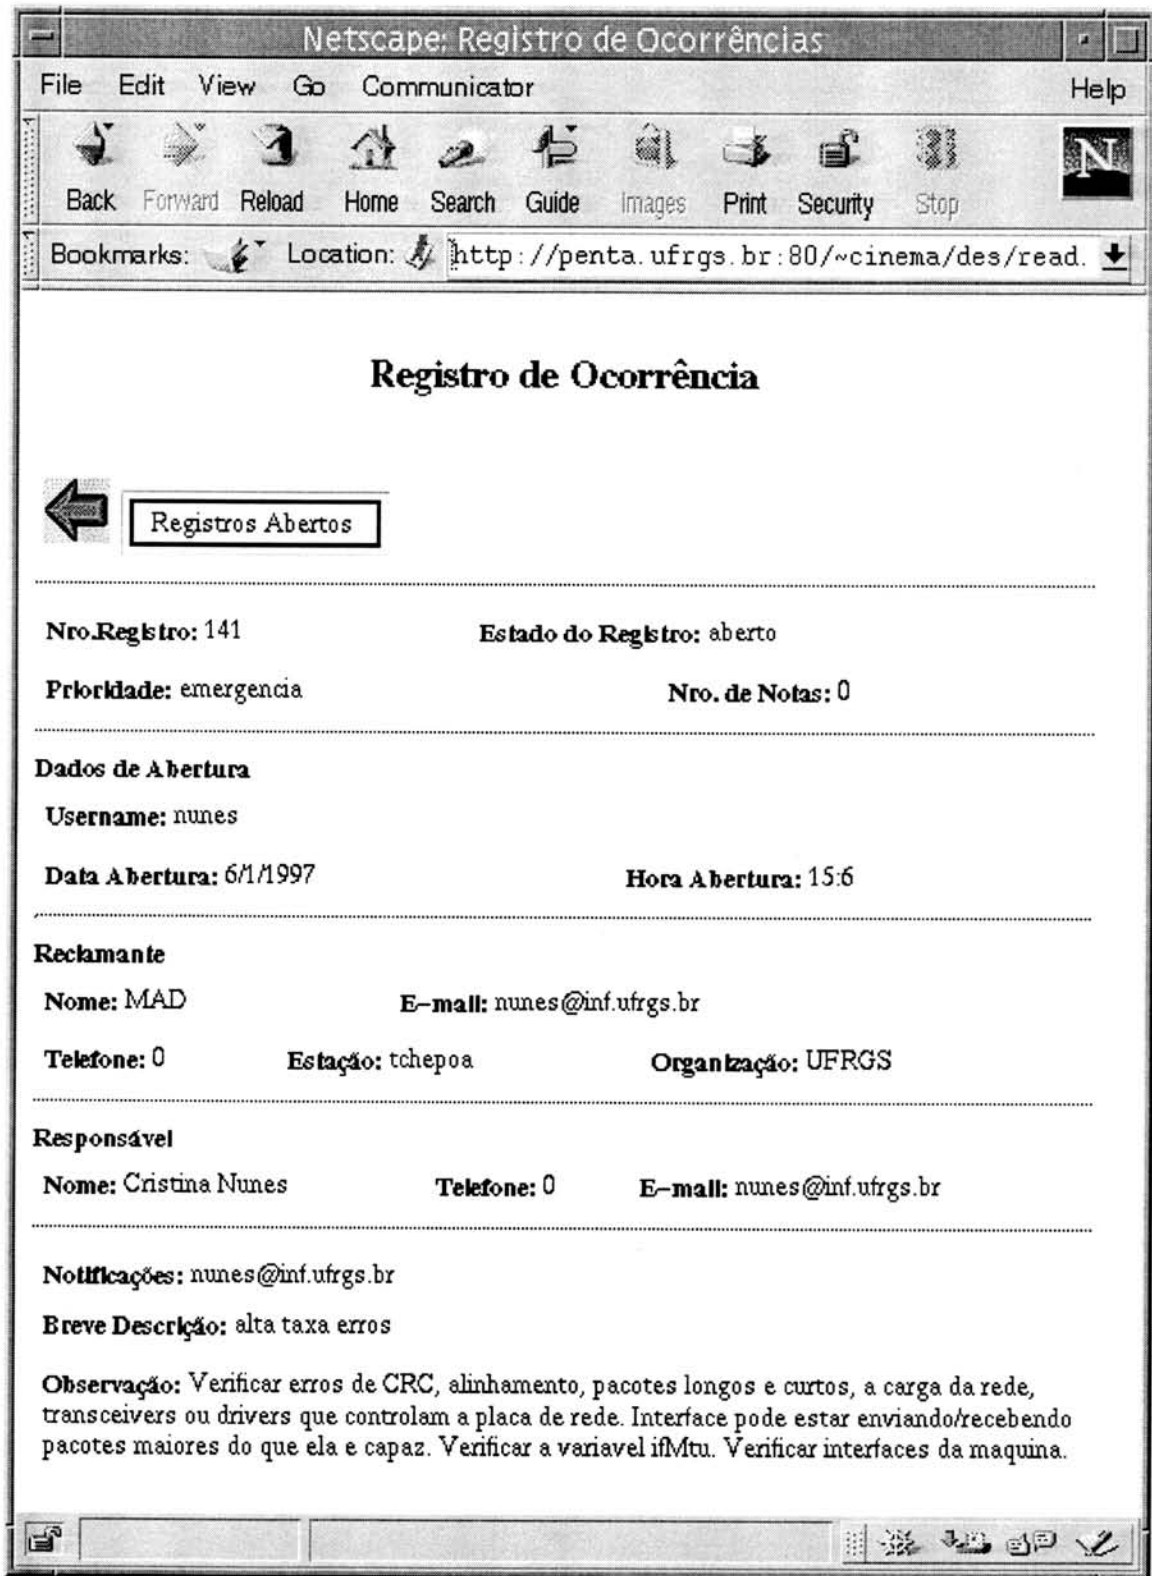 Netscape: Registro de Ocorrências
File Edit View Go Communicator Help
Back Forward Reload Home Search Guide Images Print Security Stop
N
Bookmarks: Location: http://penta.ufrgs.br:80/~cinema/des/read.
Registro de Ocorrência
Registros Abertos
Nro.Registro: 141 Estado do Registro: aberto
Prioridade: emergencia Nro. de Notas: 0
Dados de Abertura
Username: nunes
Data Abertura: 6/1/1997 Hora Abertura: 15:6
Reclamante
Nome: MAD E-mail: nunes@inf.ufrgs.br
Telefone: 0 Estação: tchepoa Organização: UFRGS
Responsável
Nome: Cristina Nunes Telefone: 0 E-mail: nunes@inf.ufrgs.br
Notificações: nunes@inf.ufrgs.br
Breve Descrição: alta taxa erros
Observação: Verificar erros de CRC, alinhamento, pacotes longos e curtos, a carga da rede,
transceivers ou drivers que controlam a placa de rede. Interface pode estar enviando/recebendo
pacotes maiores do que ela e capaz. Verificar a variavel ifMtu. Verificar interfaces da maquina.